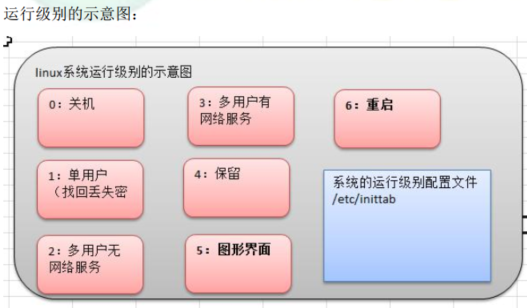 运行级别的示意图：
linux系统运行级别的示意图
0：关机
1：单用户
（找回丢失密
2：多用户无
网络服务
3：多用户有
网络服务
4：保留
5：图形界面
6：重启
系统的运行级别配置文件
/etc/inittab